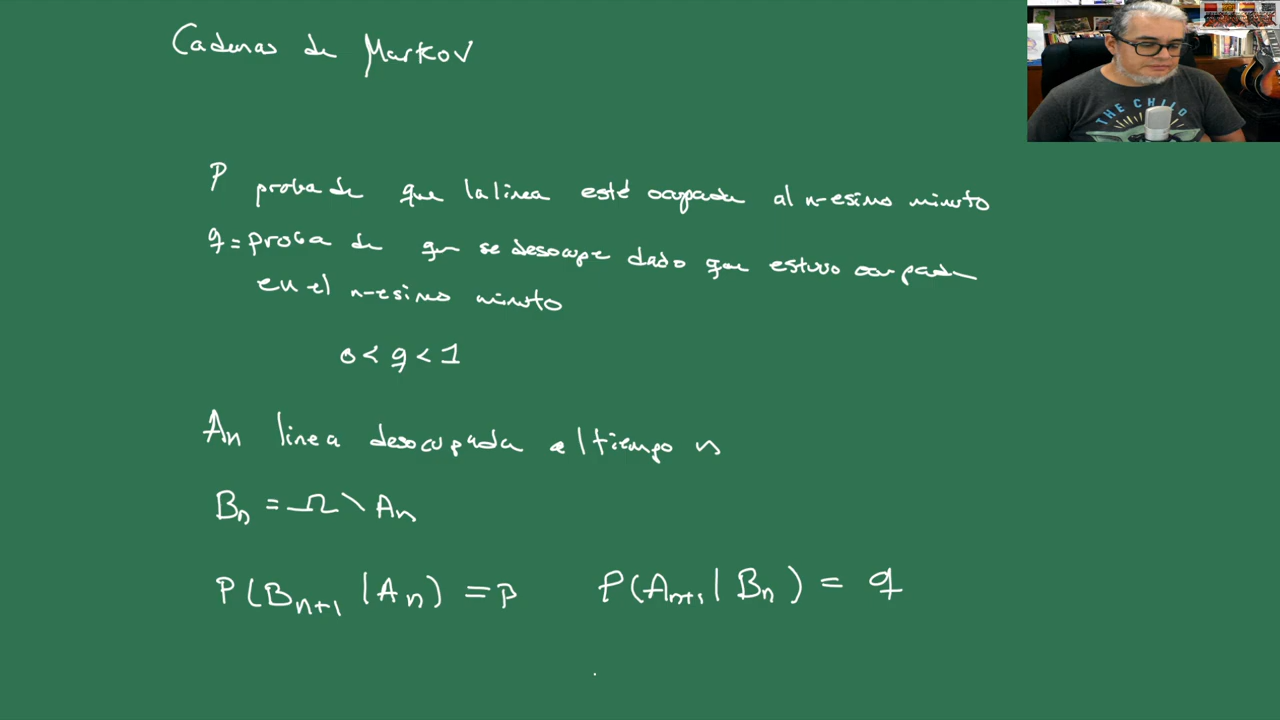 Cadenas de Markov
THE CHILD
P proba de que la linea esté ocupada al n-esimo minuto
q = proba de que se desocupe dado que estuvo ocupada
en el n-esimo minuto
0 < q < 1
An linea desocupada al tiempo n
Bn = Ω \ An
P(Bn+1 | An) = P P(An+1 | Bn) = q